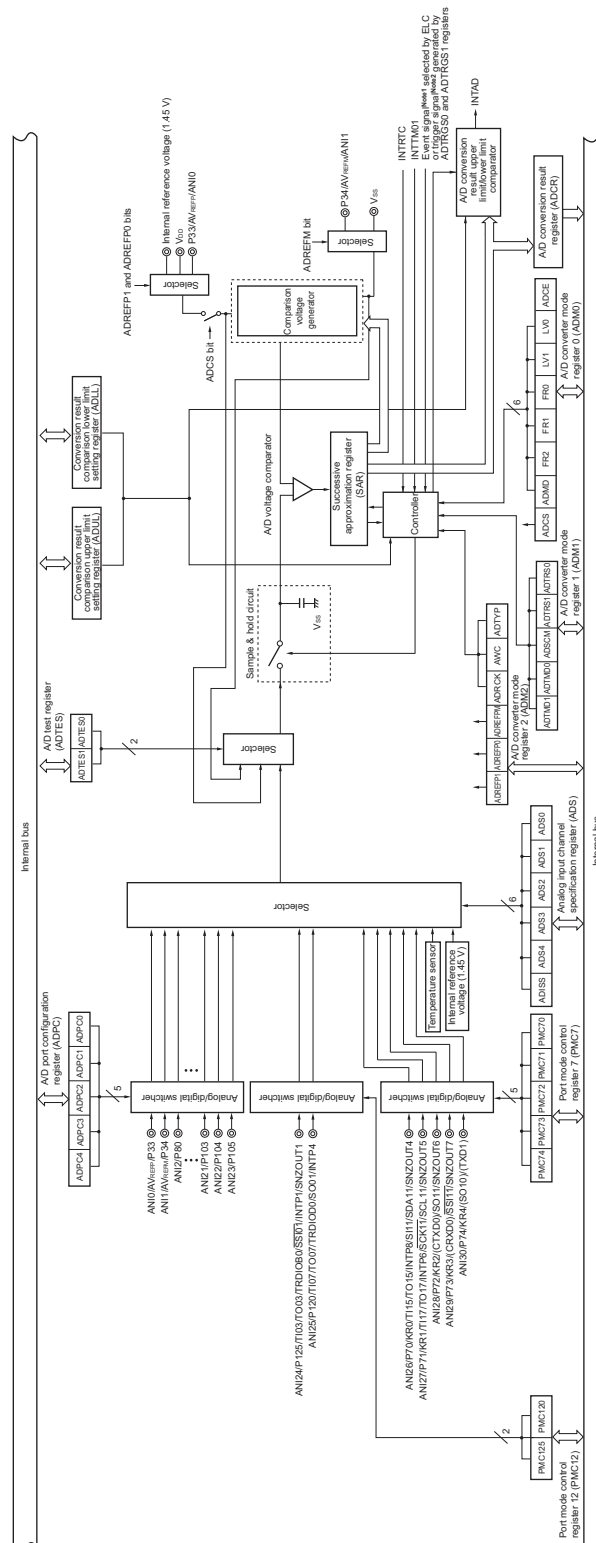 Internal bus
A/D port configuration
register (ADPC)
ADPC4 ADPC3 ADPC2 ADPC1 ADPC0
5
ANI0/AVREFP/P33
ANI1/AVREFM/P34
ANI2/P80
ANI21/P103
ANI22/P104
ANI23/P105
Analog/digital switcher
ANI24/P125/TI03/TO03/TRDIOB0/SSI01/INTP1/SNZOUT1
ANI25/P120/TI07/TO07/TRDIOD0/SO01/INTP4
Analog/digital switcher
ANI26/P70/KR0/TI15/TO15/INTP8/SI11/SDA11/SNZOUT4
ANI27/P71/KR1/TI17/TO17/INTP6/SCK11/SCL11/SNZOUT5
ANI28/P72/KR2/(CTXD0)/SO11/SNZOUT6
ANI29/P73/KR3/(CRXD0)/SSI11/SNZOUT7
ANI30/P74/KR4/(SO10)/(TXD1)
Analog/digital switcher
2
PMC125 PMC120
Port mode control
register 12 (PMC12)
5
PMC74 PMC73 PMC72 PMC71 PMC70
Port mode control
register 7 (PMC7)
Selector
Temperature sensor
Internal reference
voltage (1.45 V)
6
ADISS ADS4 ADS3 ADS2 ADS1 ADS0
Analog input channel
specification register (ADS)
A/D test register
(ADTES)
ADTES1 ADTES0
2
Selector
Sample & hold circuit
VSS
Conversion result
comparison upper limit
setting register (ADUL)
Conversion result
comparison lower limit
setting register (ADLL)
A/D voltage comparator
Successive
approximation register
(SAR)
Controller
ADREFP1 and ADREFP0 bits
Selector
Internal reference voltage (1.45 V)
VDD
P33/AVREFP/ANI0
ADCS bit
Comparison
voltage
generator
ADREFM bit
Selector
P34/AVREFM/ANI1
VSS
INTRTC
INTTM01
Event signal Note1 selected by ELC
or trigger signal Note2 generated by
ADTRGS0 and ADTRGS1 registers
A/D conversion
result upper
limit/lower limit
comparator
INTAD
A/D conversion result
register (ADCR)
ADREFP1 ADREFP0 ADREFPM ADRCK AWC ADTYP
A/D converter mode
register 2 (ADM2)
ADTMD1 ADTMD0 ADSCM ADTRS1 ADTRS0
A/D converter mode
register 1 (ADM1)
6
ADCS ADMD FR2 FR1 FR0 LV1 LV0 ADCE
A/D converter mode
register 0 (ADM0)